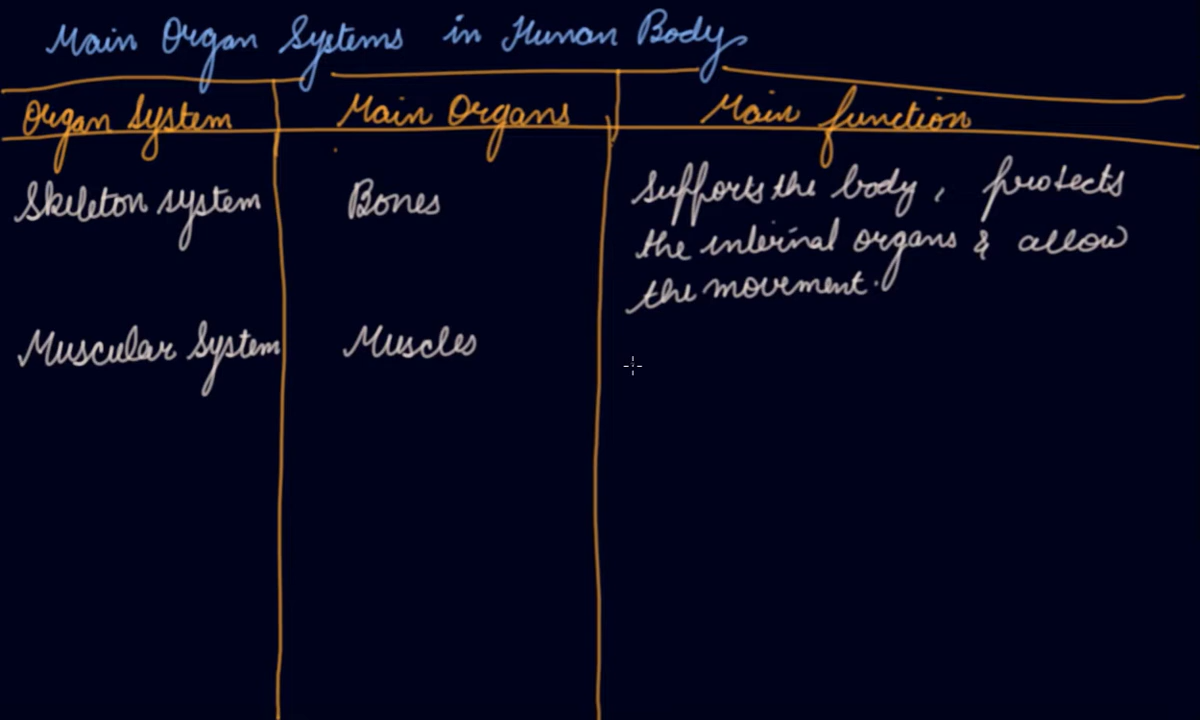 Main Organ Systems in Human Body
Organ System Main Organs Main function
Skeleton system Bones Supports the body, protects
the internal organs & allow
the movement.
Muscular System Muscles